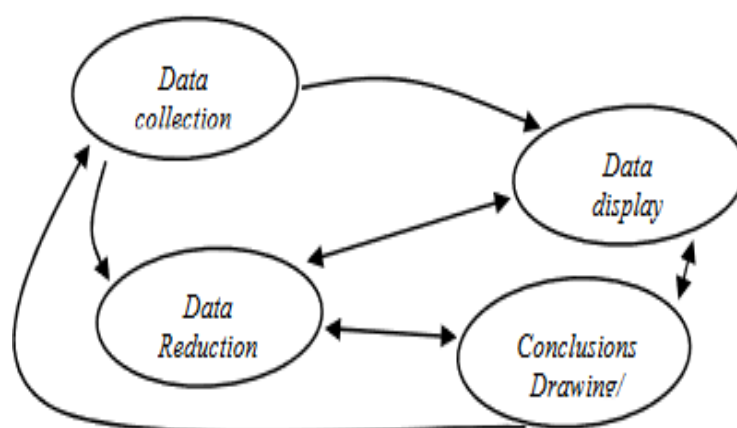 Data
collection
Data
display
Data
Reduction
Conclusions
Drawing/